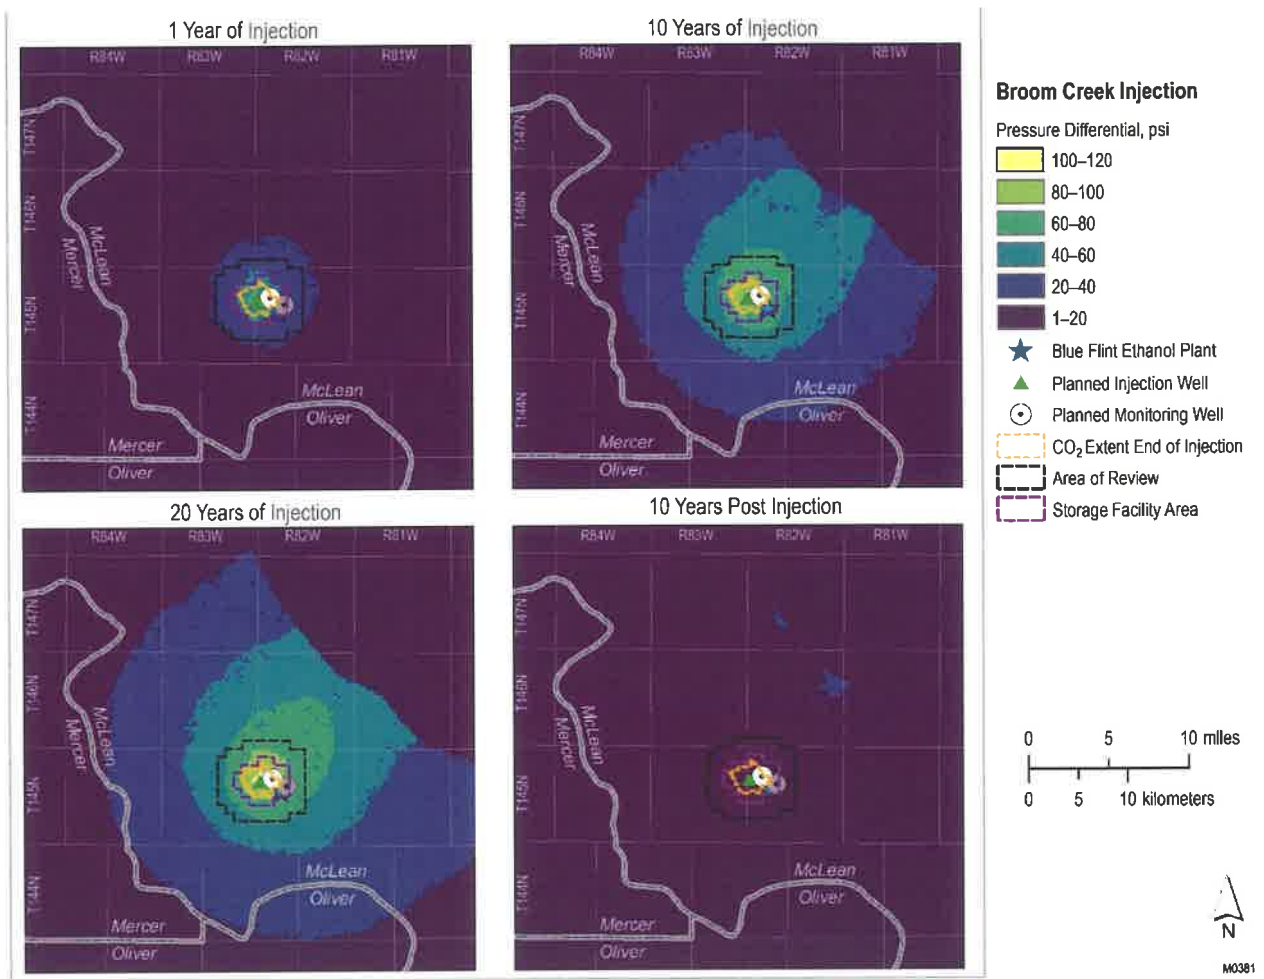 1 Year of Injection
R84W R83W R82W R81W
T147N
T146N
T145N
T144N
McLean
Mercer
McLean
Oliver
Mercer
Oliver
10 Years of Injection
R84W R83W R82W R81W
T147N
T146N
T145N
T144N
McLean
Mercer
McLean
Oliver
Mercer
Oliver
20 Years of Injection
R84W R83W R82W R81W
T147N
T146N
T145N
T144N
McLean
Mercer
McLean
Oliver
Mercer
Oliver
10 Years Post Injection
R84W R83W R82W R81W
T147N
T146N
T145N
T144N
McLean
Mercer
McLean
Oliver
Mercer
Oliver
Broom Creek Injection
Pressure Differential, psi
100–120
80–100
60–80
40–60
20–40
1–20
Blue Flint Ethanol Plant
Planned Injection Well
Planned Monitoring Well
CO₂ Extent End of Injection
Area of Review
Storage Facility Area
0 5 10 miles
0 5 10 kilometers
N
M0381